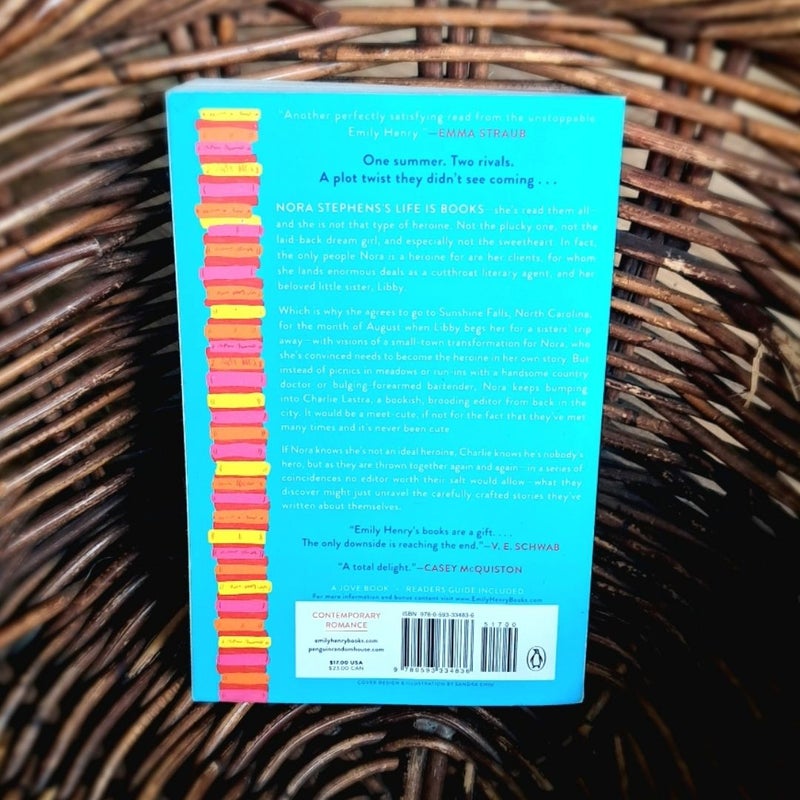 "Another perfectly satisfying read from the unstoppable
Emily Henry." —EMMA STRAUB
One summer. Two rivals.
A plot twist they didn't see coming . . .
NORA STEPHENS'S LIFE IS BOOKS—she's read them all—
and she is not that type of heroine. Not the plucky one, not the
laid-back dream girl, and especially not the sweetheart. In fact,
the only people Nora is a heroine for are her clients, for whom
she lands enormous deals as a cutthroat literary agent, and her
beloved little sister, Libby.
Which is why she agrees to go to Sunshine Falls, North Carolina,
for the month of August when Libby begs her for a sisters' trip
away—with visions of a small-town transformation for Nora, who
she's convinced needs to become the heroine in her own story. But
instead of picnics in meadows or run-ins with a handsome country
doctor or bulging-forearmed bartender, Nora keeps bumping
into Charlie Lastra, a bookish, brooding editor from back in the
city. It would be a meet-cute, if not for the fact that they've met
many times and it's never been cute.
If Nora knows she's not an ideal heroine, Charlie knows he's nobody's
hero, but as they are thrown together again and again—in a series of
coincidences no editor worth their salt would allow—what they
discover might just unravel the carefully crafted stories they've
written about themselves.
"Emily Henry's books are a gift. . . .
The only downside is reaching the end."—V. E. SCHWAB
"A total delight."—CASEY McQUISTON
A JOVE BOOK READERS GUIDE INCLUDED
For more information and bonus content visit www.EmilyHenryBooks.com
CONTEMPORARY
ROMANCE
emilyhenrybooks.com
penguinrandomhouse.com
$17.00 USA
$23.00 CAN
ISBN 978-0-593-33483-6
51700
9 780593 334836
COVER DESIGN & ILLUSTRATION BY SANDRA CHIU